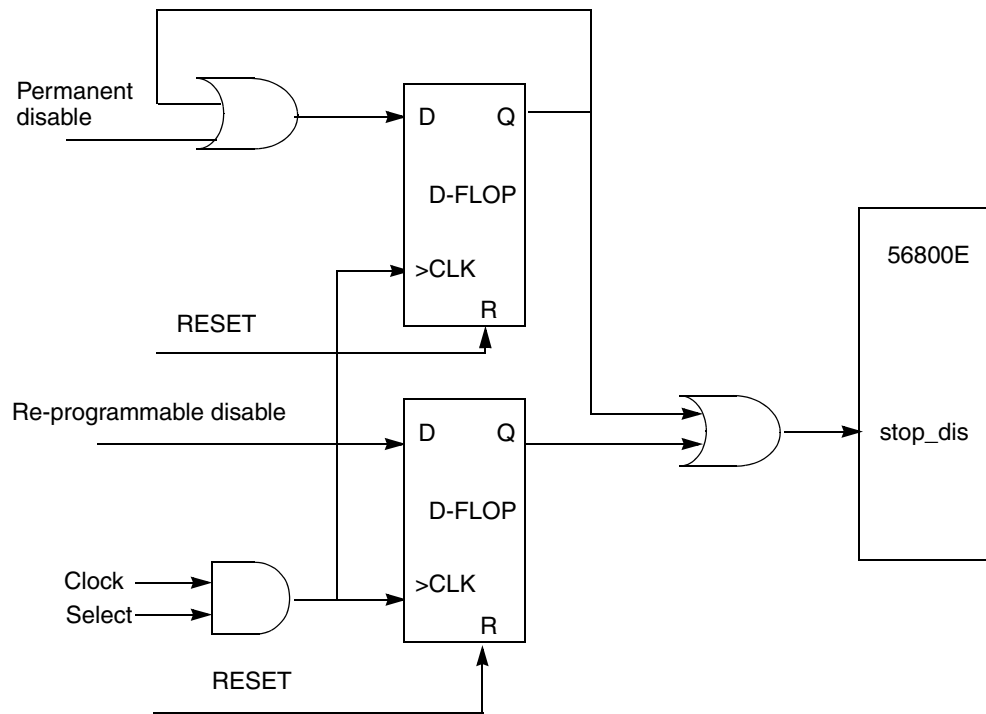 Permanent
disable
D
Q
D-FLOP
>CLK
R
RESET
56800E
stop_dis
Re-programmable disable
D
Q
D-FLOP
>CLK
R
Clock
Select
RESET